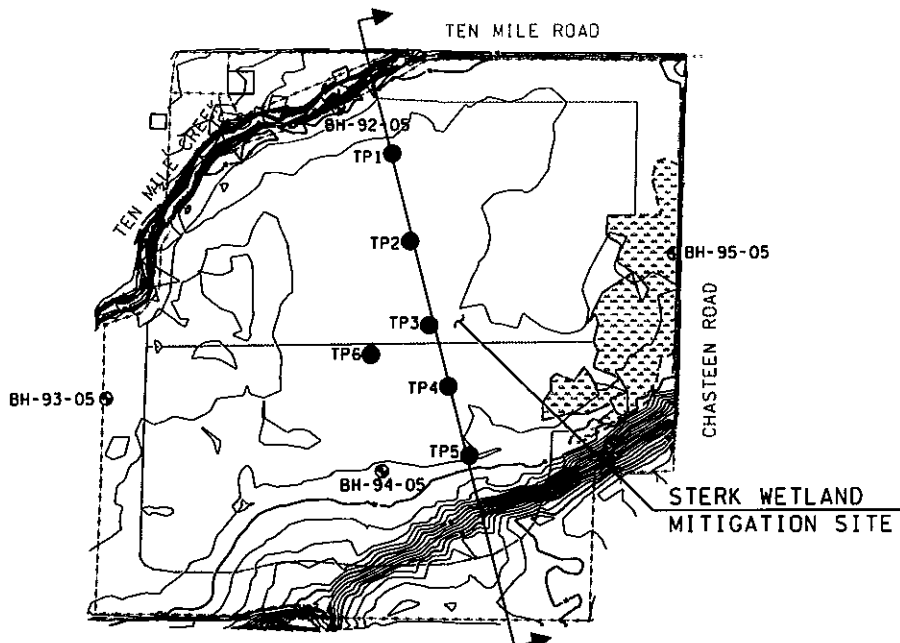 TEN MILE ROAD
BH-92-05
TP1
TEN MILE CREEK
TP2
BH-95-05
CHASTEEN ROAD
TP3
TP6
TP4
BH-93-05
TP5
BH-94-05
STERK WETLAND
MITIGATION SITE